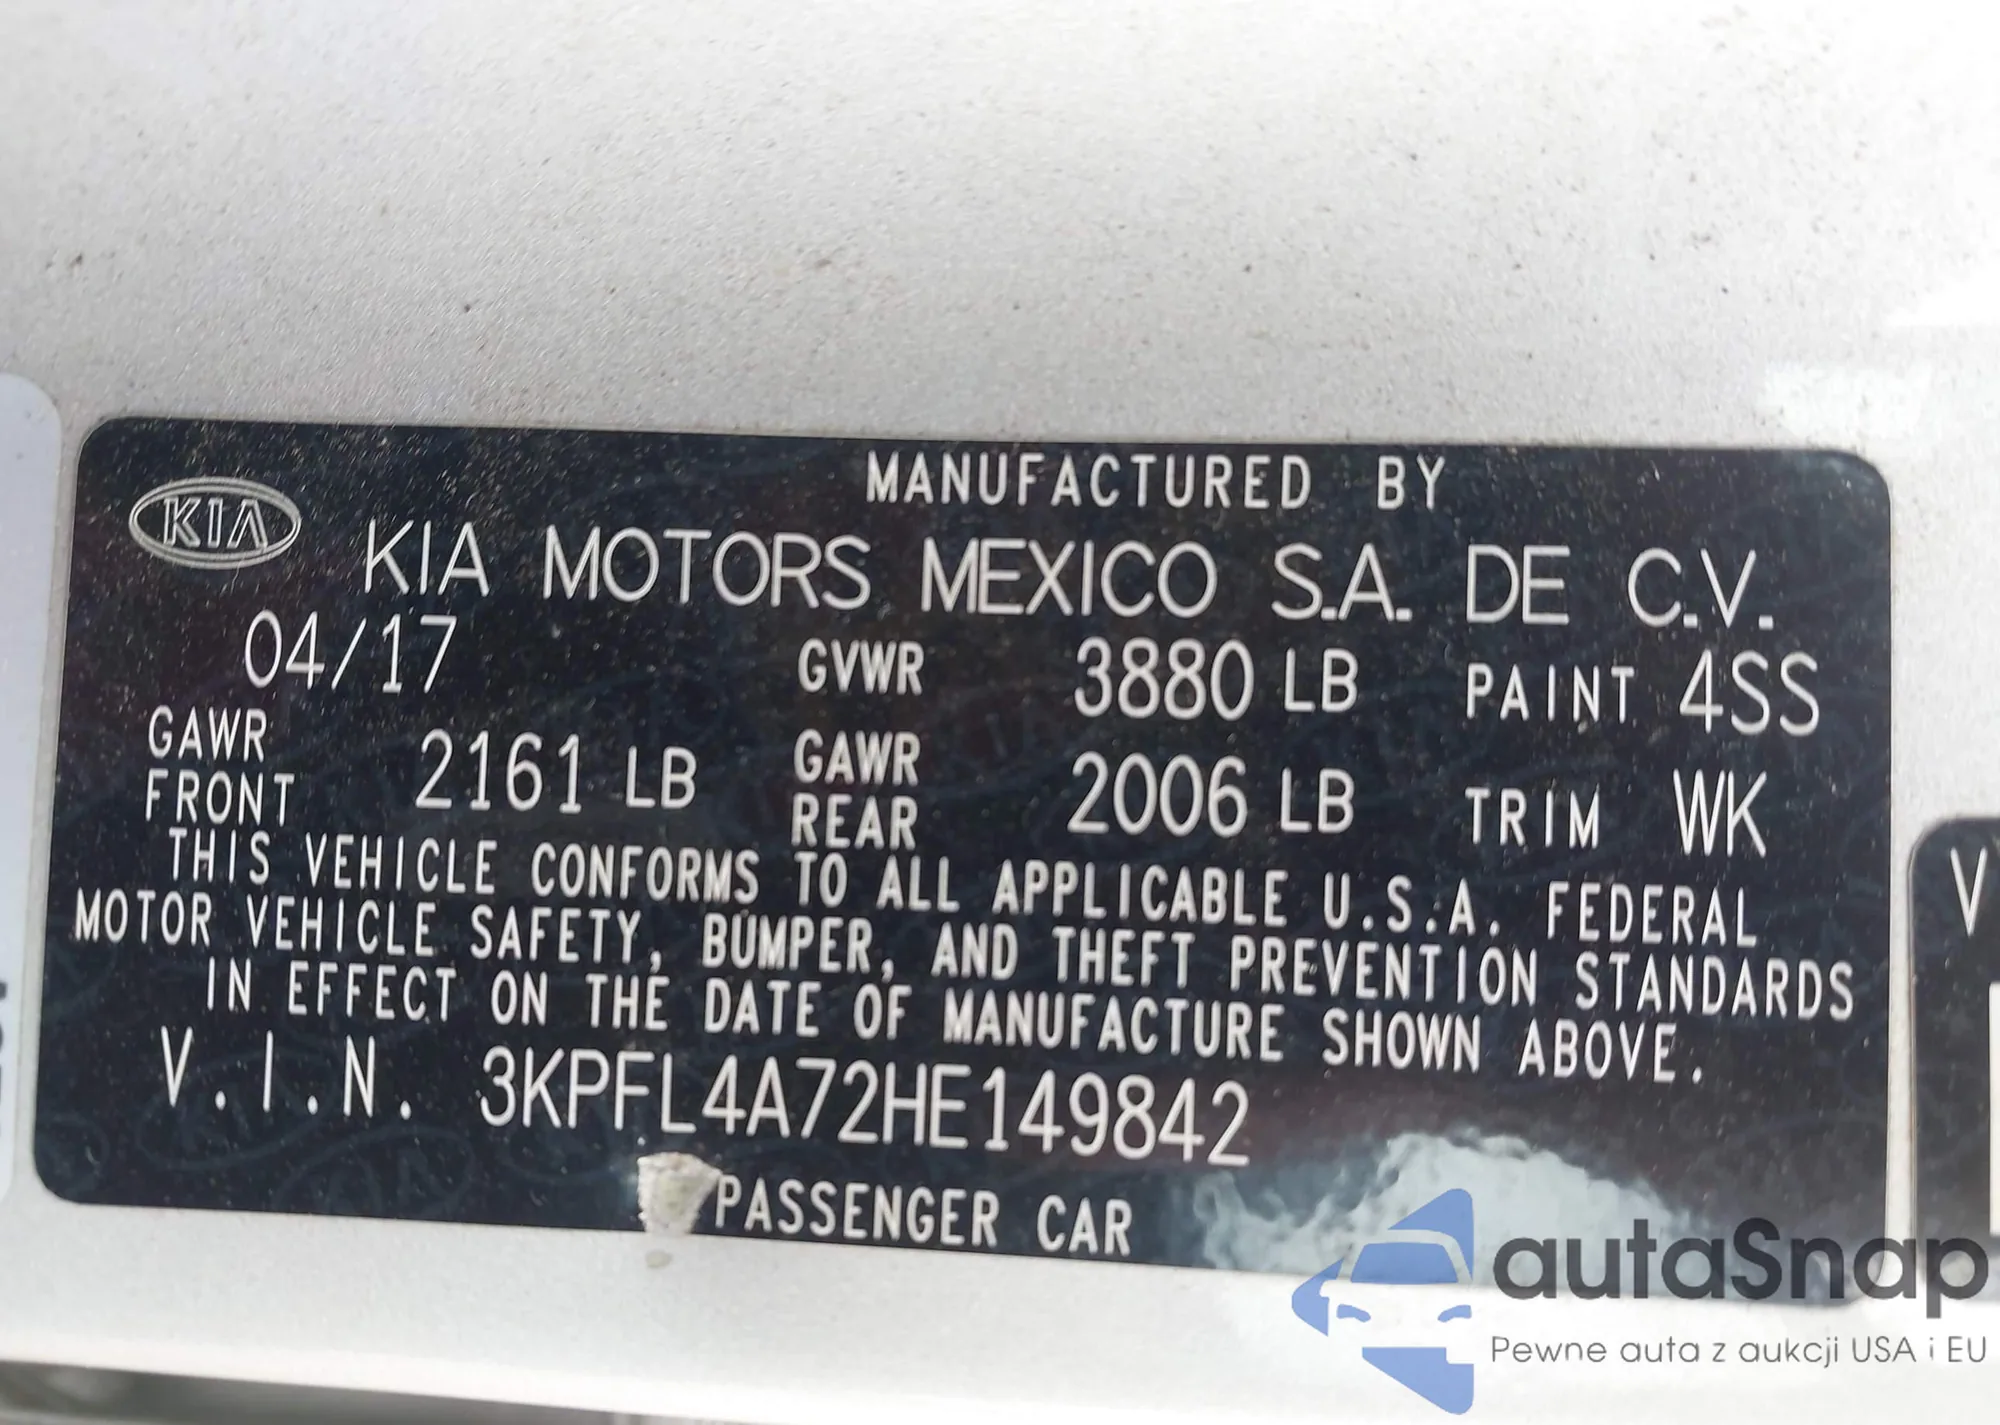 MANUFACTURED BY
KIA KIA MOTORS MEXICO S.A. DE C.V.
04/17 GVWR 3880 LB PAINT 4SS
GAWR FRONT 2161 LB GAWR REAR 2006 LB TRIM WK
THIS VEHICLE CONFORMS TO ALL APPLICABLE U.S.A. FEDERAL
MOTOR VEHICLE SAFETY, BUMPER, AND THEFT PREVENTION STANDARDS
IN EFFECT ON THE DATE OF MANUFACTURE SHOWN ABOVE.
V.I.N. 3KPFL4A72HE149842
PASSENGER CAR
autaSnap
Pewne auta z aukcji USA i EU